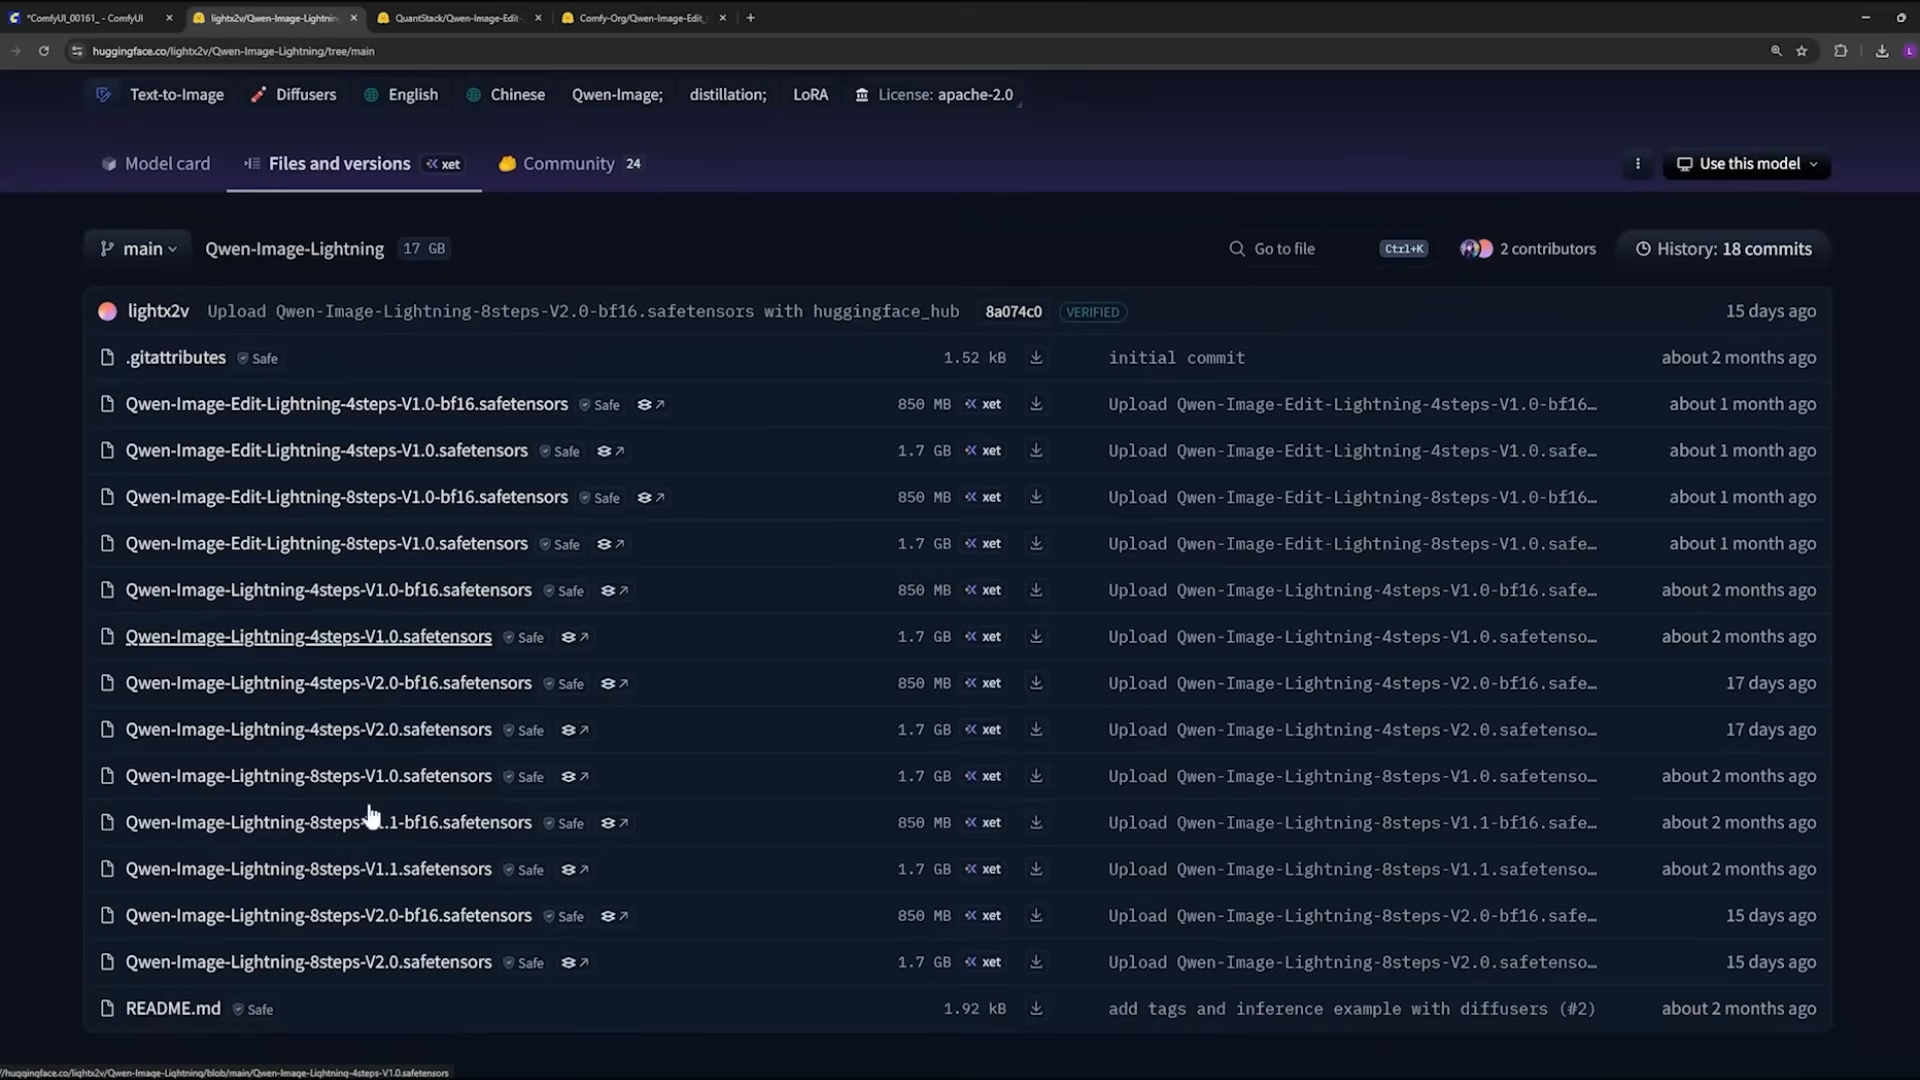 *ComfyUI_00161_ - ComfyUI
lightx2v/Qwen-Image-Lightnin
QuantStack/Qwen-Image-Edit-
Comfy-Org/Qwen-Image-Edit_
huggingface.co/lightx2v/Qwen-Image-Lightning/tree/main
L
Text-to-Image Diffusers English Chinese Qwen-Image; distillation; LoRA License: apache-2.0
Model card Files and versions xet Community 24 Use this model
main Qwen-Image-Lightning 17 GB Go to file Ctrl+K 2 contributors History: 18 commits
lightx2v Upload Qwen-Image-Lightning-8steps-V2.0-bf16.safetensors with huggingface_hub 8a074c0 VERIFIED 15 days ago
.gitattributes Safe 1.52 kB initial commit about 2 months ago
Qwen-Image-Edit-Lightning-4steps-V1.0-bf16.safetensors Safe 850 MB xet Upload Qwen-Image-Edit-Lightning-4steps-V1.0-bf16… about 1 month ago
Qwen-Image-Edit-Lightning-4steps-V1.0.safetensors Safe 1.7 GB xet Upload Qwen-Image-Edit-Lightning-4steps-V1.0.safe… about 1 month ago
Qwen-Image-Edit-Lightning-8steps-V1.0-bf16.safetensors Safe 850 MB xet Upload Qwen-Image-Edit-Lightning-8steps-V1.0-bf16… about 1 month ago
Qwen-Image-Edit-Lightning-8steps-V1.0.safetensors Safe 1.7 GB xet Upload Qwen-Image-Edit-Lightning-8steps-V1.0.safe… about 1 month ago
Qwen-Image-Lightning-4steps-V1.0-bf16.safetensors Safe 850 MB xet Upload Qwen-Image-Lightning-4steps-V1.0-bf16.safe… about 2 months ago
Qwen-Image-Lightning-4steps-V1.0.safetensors Safe 1.7 GB xet Upload Qwen-Image-Lightning-4steps-V1.0.safetenso… about 2 months ago
Qwen-Image-Lightning-4steps-V2.0-bf16.safetensors Safe 850 MB xet Upload Qwen-Image-Lightning-4steps-V2.0-bf16.safe… 17 days ago
Qwen-Image-Lightning-4steps-V2.0.safetensors Safe 1.7 GB xet Upload Qwen-Image-Lightning-4steps-V2.0.safetenso… 17 days ago
Qwen-Image-Lightning-8steps-V1.0.safetensors Safe 1.7 GB xet Upload Qwen-Image-Lightning-8steps-V1.0.safetenso… about 2 months ago
Qwen-Image-Lightning-8steps-V1.1-bf16.safetensors Safe 850 MB xet Upload Qwen-Image-Lightning-8steps-V1.1-bf16.safe… about 2 months ago
Qwen-Image-Lightning-8steps-V1.1.safetensors Safe 1.7 GB xet Upload Qwen-Image-Lightning-8steps-V1.1.safetenso… about 2 months ago
Qwen-Image-Lightning-8steps-V2.0-bf16.safetensors Safe 850 MB xet Upload Qwen-Image-Lightning-8steps-V2.0-bf16.safe… 15 days ago
Qwen-Image-Lightning-8steps-V2.0.safetensors Safe 1.7 GB xet Upload Qwen-Image-Lightning-8steps-V2.0.safetenso… 15 days ago
README.md Safe 1.92 kB add tags and inference example with diffusers (#2) about 2 months ago
//huggingface.co/lightx2v/Qwen-Image-Lightning/blob/main/Qwen-Image-Lightning-4steps-V1.0.safetensors